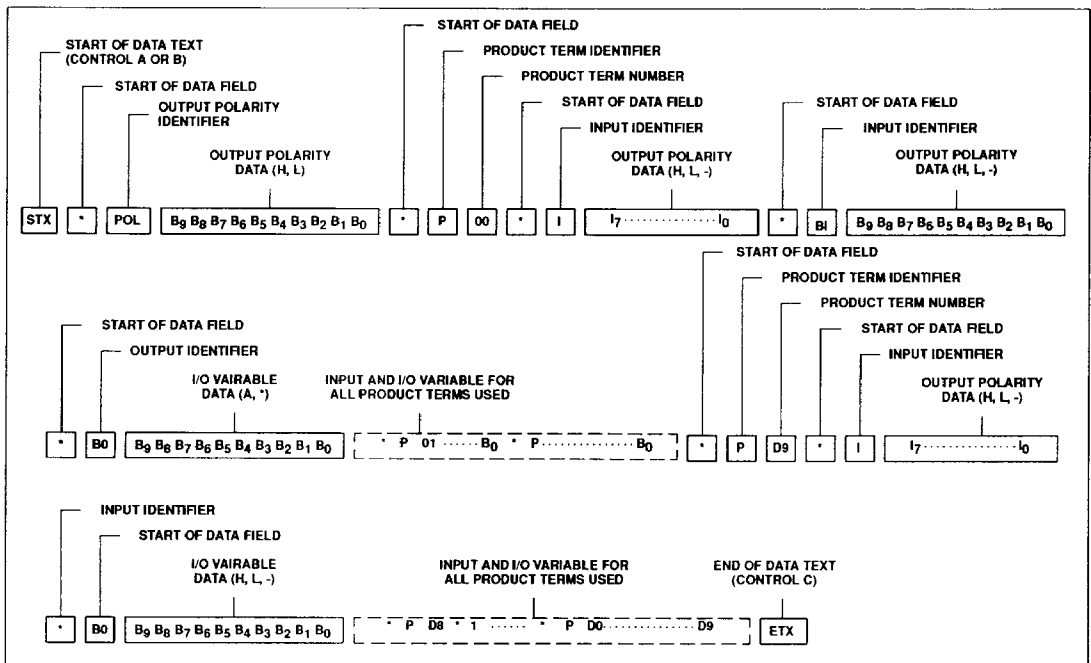 START OF DATA FIELD
START OF DATA TEXT
(CONTROL A OR B)
PRODUCT TERM IDENTIFIER
PRODUCT TERM NUMBER
START OF DATA FIELD
OUTPUT POLARITY
IDENTIFIER
START OF DATA FIELD
START OF DATA FIELD
INPUT IDENTIFIER
INPUT IDENTIFIER
OUTPUT POLARITY
DATA (H, L)
OUTPUT POLARITY
DATA (H, L, -)
OUTPUT POLARITY
DATA (H, L, -)
STX * POL B9 B8 B7 B6 B5 B4 B3 B2 B1 B0 * P 00 * I I7..............I0 * BI B9 B8 B7 B6 B5 B4 B3 B2 B1 B0
START OF DATA FIELD
PRODUCT TERM IDENTIFIER
PRODUCT TERM NUMBER
START OF DATA FIELD
START OF DATA FIELD
OUTPUT IDENTIFIER
INPUT IDENTIFIER
I/O VAIRABLE
DATA (A, *)
INPUT AND I/O VARIABLE FOR
ALL PRODUCT TERMS USED
OUTPUT POLARITY
DATA (H, L, -)
* B0 B9 B8 B7 B6 B5 B4 B3 B2 B1 B0 * P 01 ......B0 * P...............B0 * P D9 * I I7..............I0
INPUT IDENTIFIER
START OF DATA FIELD
I/O VAIRABLE
DATA (H, L, -)
INPUT AND I/O VARIABLE FOR
ALL PRODUCT TERMS USED
END OF DATA TEXT
(CONTROL C)
* B0 B9 B8 B7 B6 B5 B4 B3 B2 B1 B0 * P D8 * 1 ...... * P D0...............D9 ETX